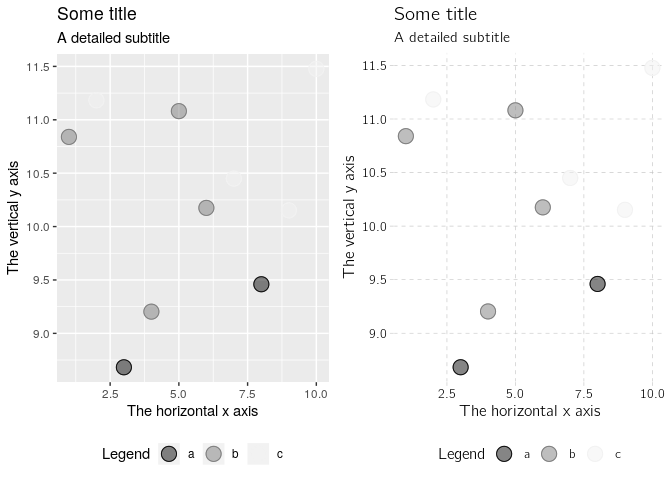 Some title
A detailed subtitle
The vertical y axis
11.5
11.0
10.5
10.0
9.5
9.0
2.5 5.0 7.5 10.0
The horizontal x axis
Legend a b c
Some title
A detailed subtitle
The vertical y axis
11.5
11.0
10.5
10.0
9.5
9.0
2.5 5.0 7.5 10.0
The horizontal x axis
Legend a b c